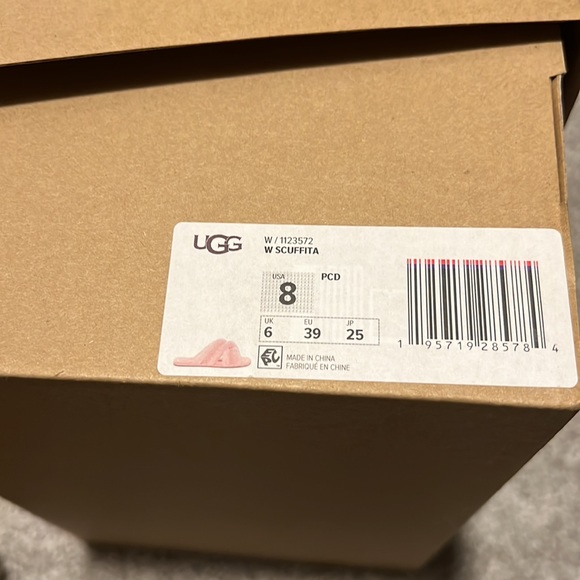 UGG
W / 1123572
W SCUFFITA
USA
8
PCD
UK EU JP
6 39 25
MADE IN CHINA
FABRIQUÉ EN CHINE
1 95719 28578 4